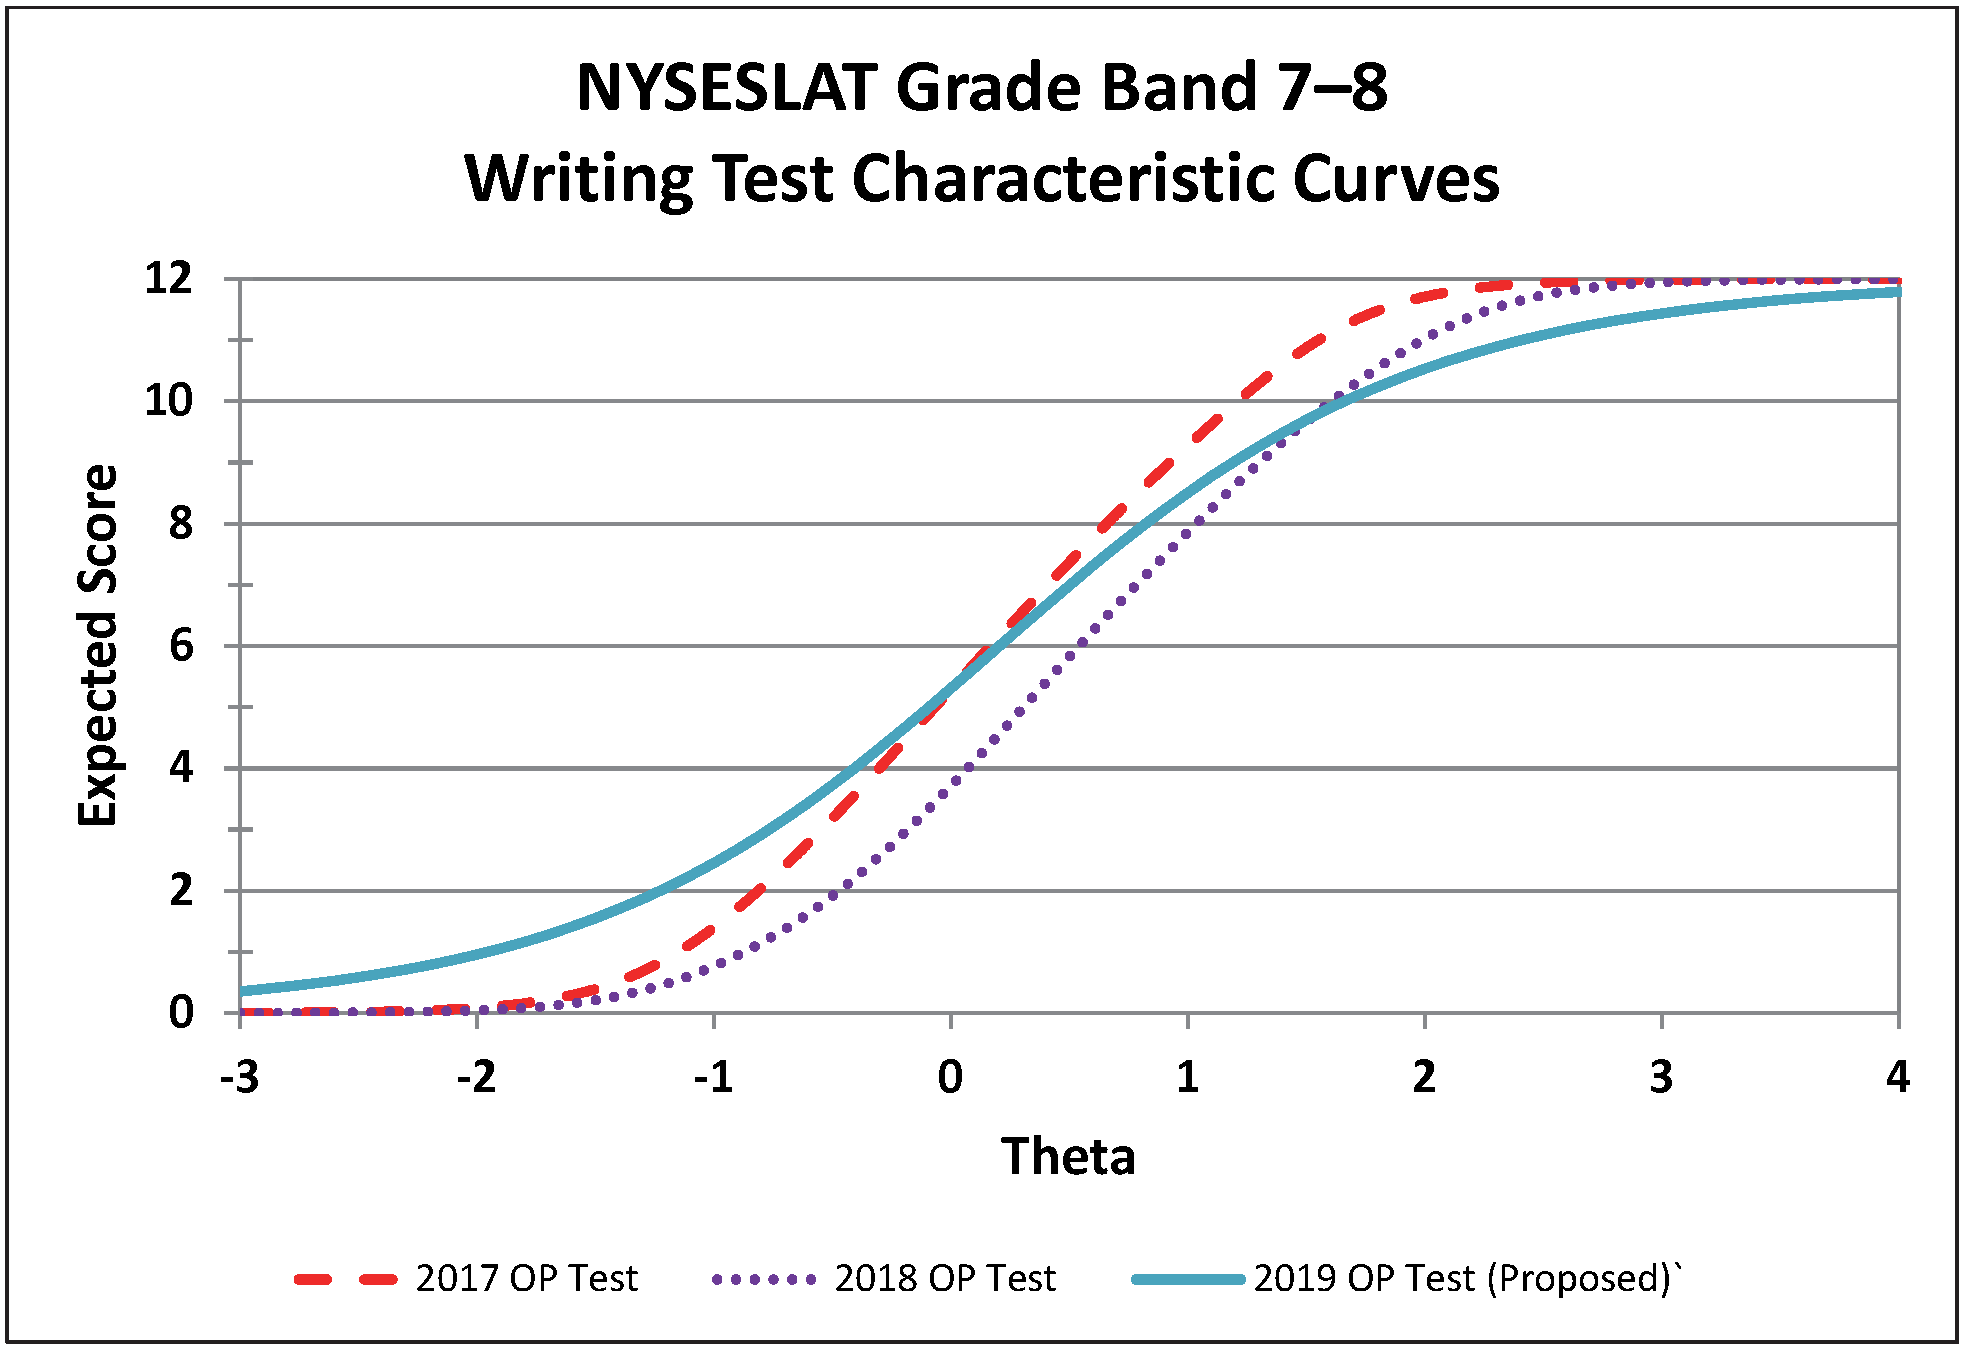 NYSESLAT Grade Band 7–8
Writing Test Characteristic Curves
Expected Score
12
10
8
6
4
2
0
-3 -2 -1 0 1 2 3 4
Theta
2017 OP Test 2018 OP Test 2019 OP Test (Proposed)`